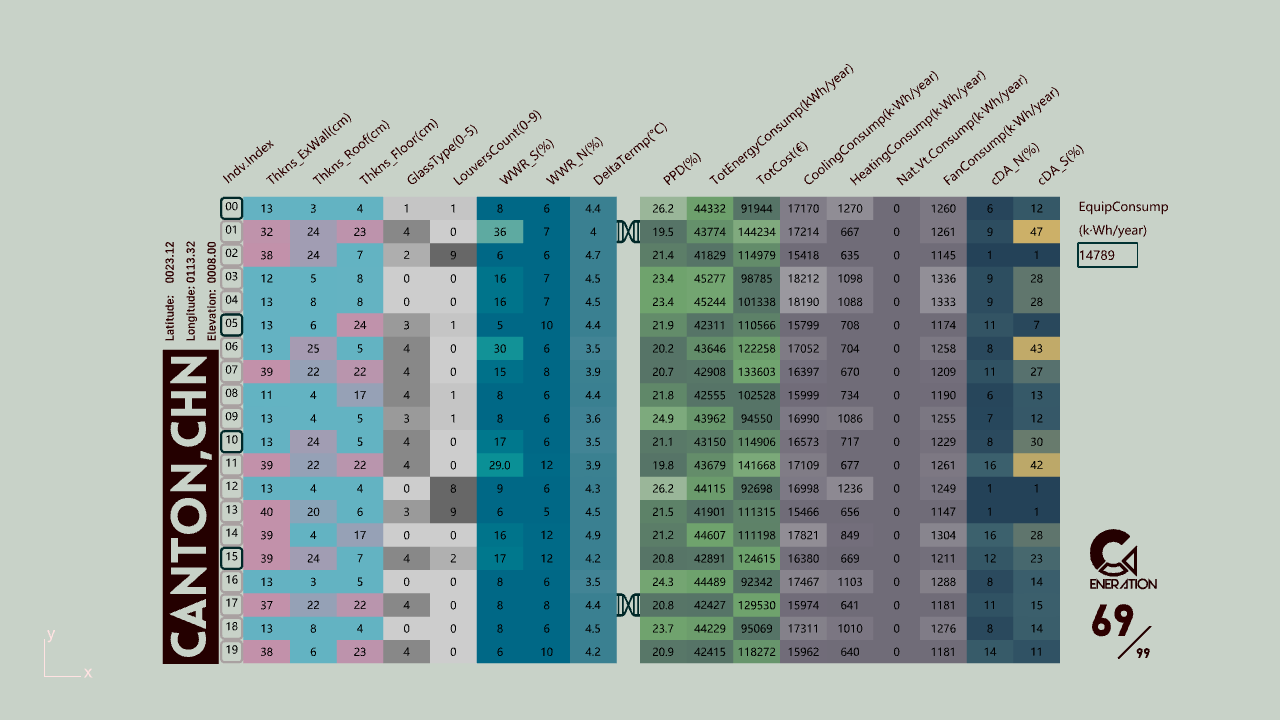 Indv.Index Thkns_ExWall(cm) Thkns_Roof(cm) Thkns_Floor(cm) GlassType(0-5) LouversCount(0-9) WWR_S(%) WWR_N(%) DeltaTermp(°C) PPD(%) TotEnergyConsump(kWh/year) TotCost(€) CoolingConsump(k·Wh/year) HeatingConsump(k·Wh/year) Nat.Vt.Consump(k·Wh/year) FanConsump(k·Wh/year) cDA_N(%) cDA_S(%)
00 13 3 4 1 1 8 6 4.4 26.2 44332 91944 17170 1270 0 1260 6 12
01 32 24 23 4 0 36 7 4 19.5 43774 144234 17214 667 0 1261 9 47
02 38 24 7 2 9 6 6 4.7 21.4 41829 114979 15418 635 0 1145 1 1
03 12 5 8 0 0 16 7 4.5 23.4 45277 98785 18212 1098 0 1336 9 28
04 13 8 8 0 0 16 7 4.5 23.4 45244 101338 18190 1088 0 1333 9 28
05 13 6 24 3 1 5 10 4.4 21.9 42311 110566 15799 708 0 1174 11 7
06 13 25 5 4 0 30 6 3.5 20.2 43646 122258 17052 704 0 1258 8 43
07 39 22 22 4 0 15 8 3.9 20.7 42908 133603 16397 670 0 1209 11 27
08 11 4 17 4 1 8 6 4.4 21.8 42555 102528 15999 734 0 1190 6 13
09 13 4 5 3 1 8 6 3.6 24.9 43962 94550 16990 1086 0 1255 7 12
10 13 24 5 4 0 17 6 3.5 21.1 43150 114906 16573 717 0 1229 8 30
11 39 22 22 4 0 29.0 12 3.9 19.8 43679 141668 17109 677 0 1261 16 42
12 13 4 4 0 8 9 6 4.3 26.2 44115 92698 16998 1236 0 1249 1 1
13 40 20 6 3 9 6 5 4.5 21.5 41901 111315 15466 656 0 1147 1 1
14 39 4 17 0 0 16 12 4.9 21.2 44607 111198 17821 849 0 1304 16 28
15 39 24 7 4 2 17 12 4.2 20.8 42891 124615 16380 669 0 1211 12 23
16 13 3 5 0 0 8 6 3.5 24.3 44489 92342 17467 1103 0 1288 8 14
17 37 22 22 4 0 8 8 4.4 20.8 42427 129530 15974 641 0 1181 11 15
18 13 8 4 0 0 8 6 4.5 23.7 44229 95069 17311 1010 0 1276 8 14
19 38 6 23 4 0 6 10 4.2 20.9 42415 118272 15962 640 0 1181 14 11
Latitude: 0023.12
Longitude: 0113.32
Elevation: 0008.00
CANTON,CHN
EquipConsump
(k·Wh/year)
14789
ENERATION
69/99
y
x